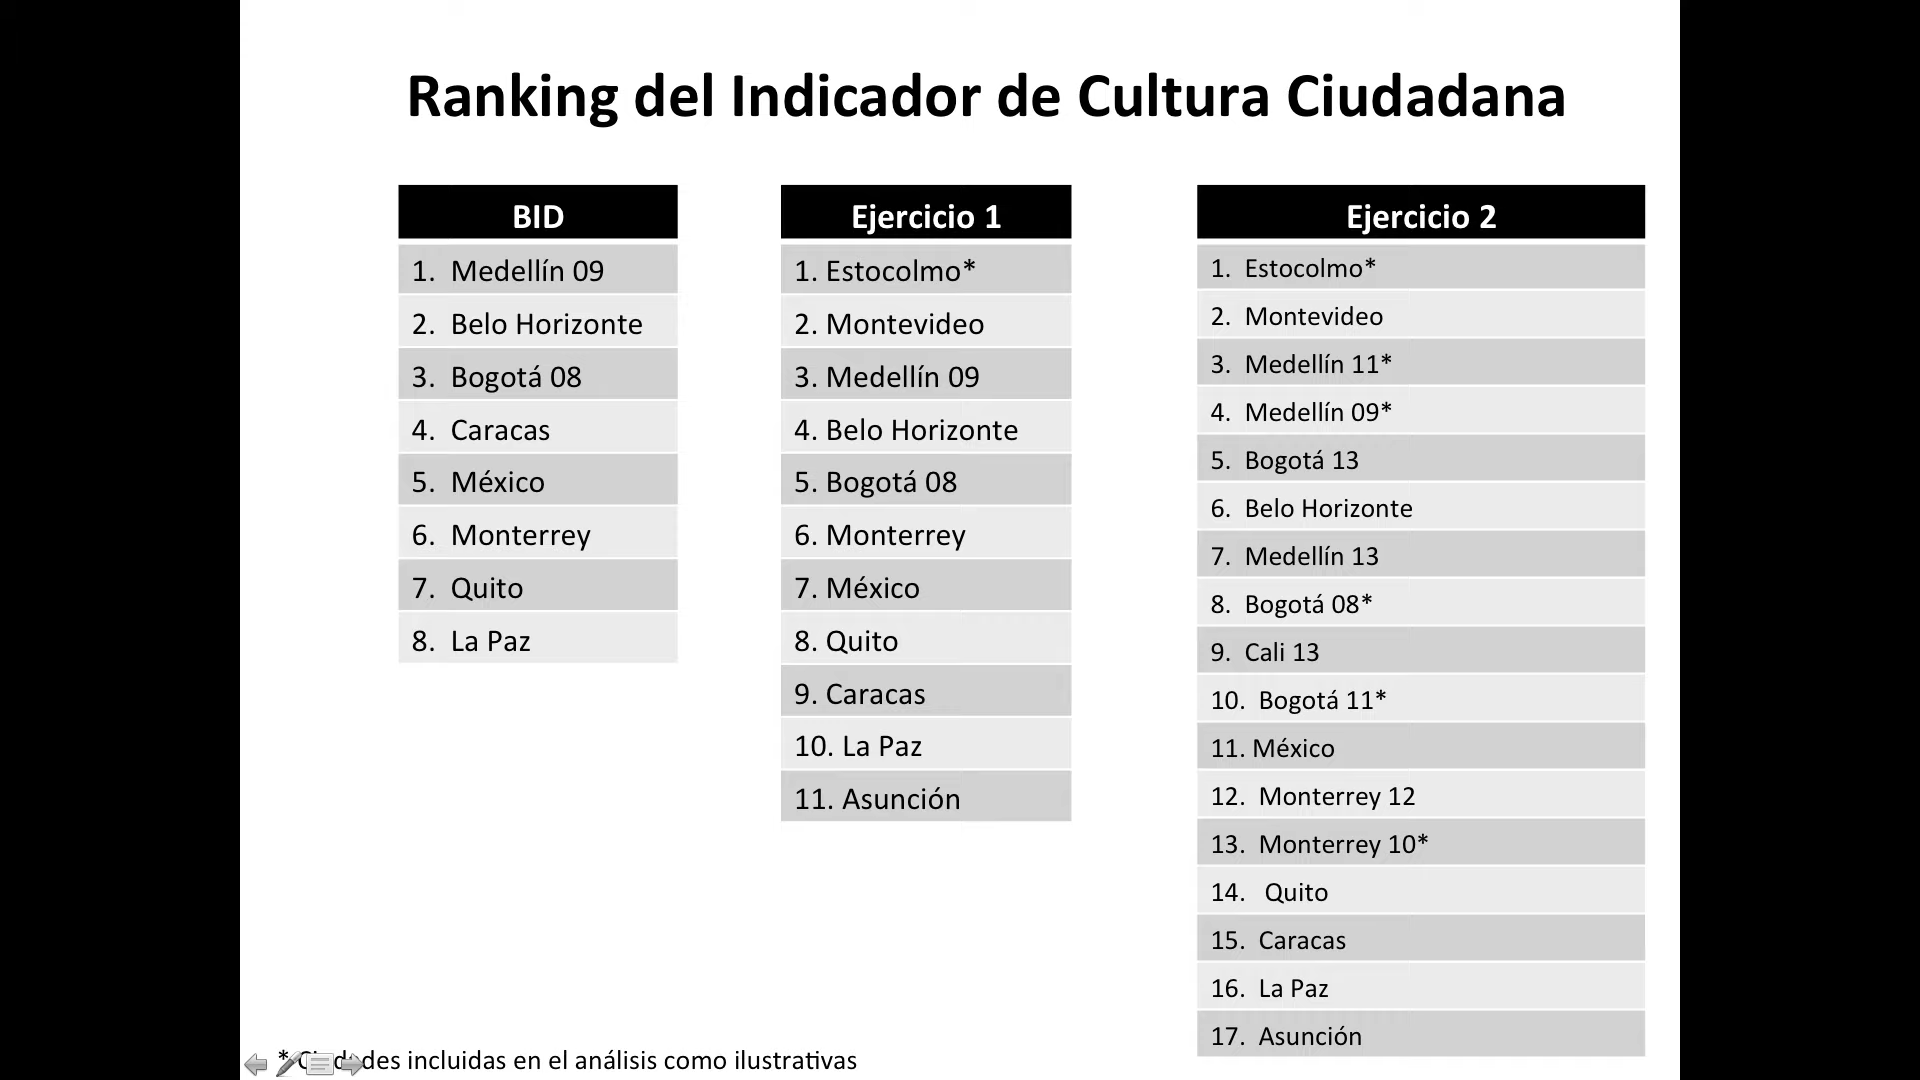 Ranking del Indicador de Cultura Ciudadana
BID
1. Medellín 09
2. Belo Horizonte
3. Bogotá 08
4. Caracas
5. México
6. Monterrey
7. Quito
8. La Paz
Ejercicio 1
1. Estocolmo*
2. Montevideo
3. Medellín 09
4. Belo Horizonte
5. Bogotá 08
6. Monterrey
7. México
8. Quito
9. Caracas
10. La Paz
11. Asunción
Ejercicio 2
1. Estocolmo*
2. Montevideo
3. Medellín 11*
4. Medellín 09*
5. Bogotá 13
6. Belo Horizonte
7. Medellín 13
8. Bogotá 08*
9. Cali 13
10. Bogotá 11*
11. México
12. Monterrey 12
13. Monterrey 10*
14. Quito
15. Caracas
16. La Paz
17. Asunción
* Ciudades incluidas en el análisis como ilustrativas